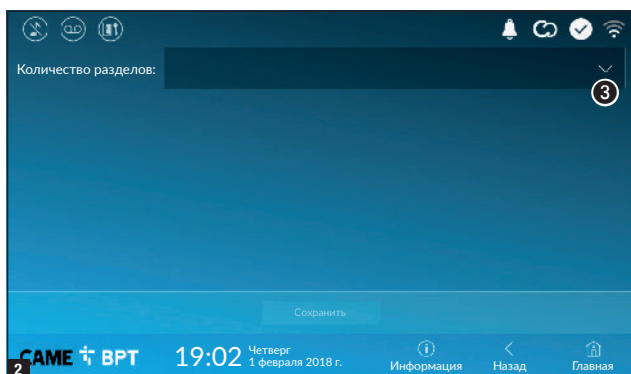 Количество разделов:
3
Сохранить
2
CAME BPT
19:02
Четверг
1 февраля 2018 г.
Информация
Назад
Главная